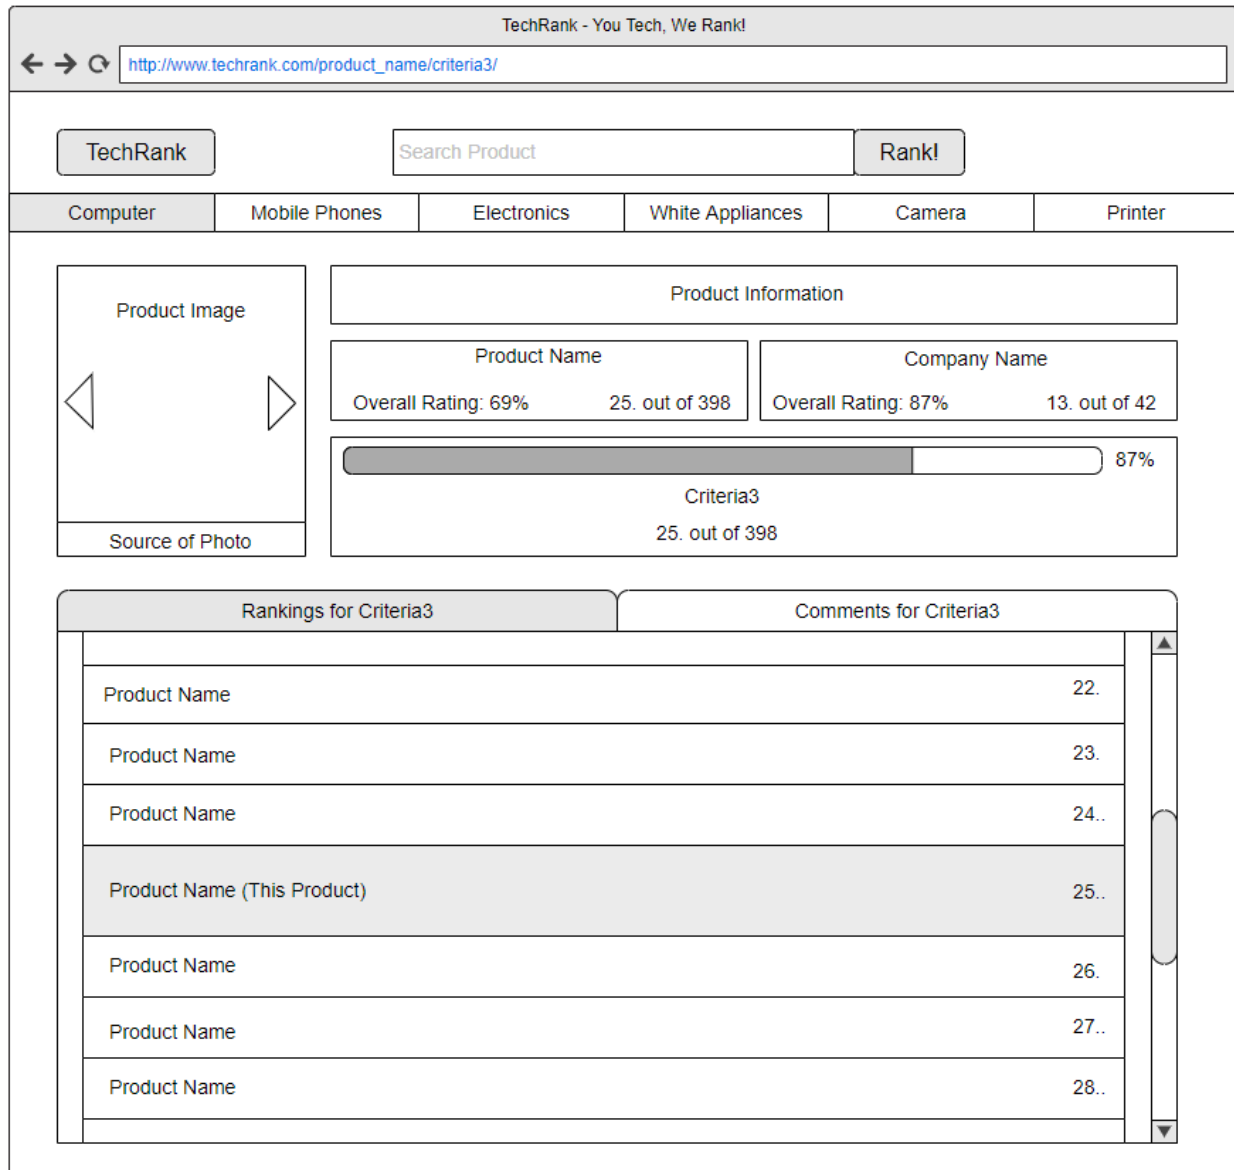 TechRank - You Tech, We Rank!
http://www.techrank.com/product_name/criteria3/
TechRank
Search Product
Rank!
Computer
Mobile Phones
Electronics
White Appliances
Camera
Printer
Product Image
Source of Photo
Product Information
Product Name
Overall Rating: 69%
25. out of 398
Company Name
Overall Rating: 87%
13. out of 42
87%
Criteria3
25. out of 398
Rankings for Criteria3
Comments for Criteria3
Product Name 22.
Product Name 23.
Product Name 24..
Product Name (This Product) 25..
Product Name 26.
Product Name 27..
Product Name 28..